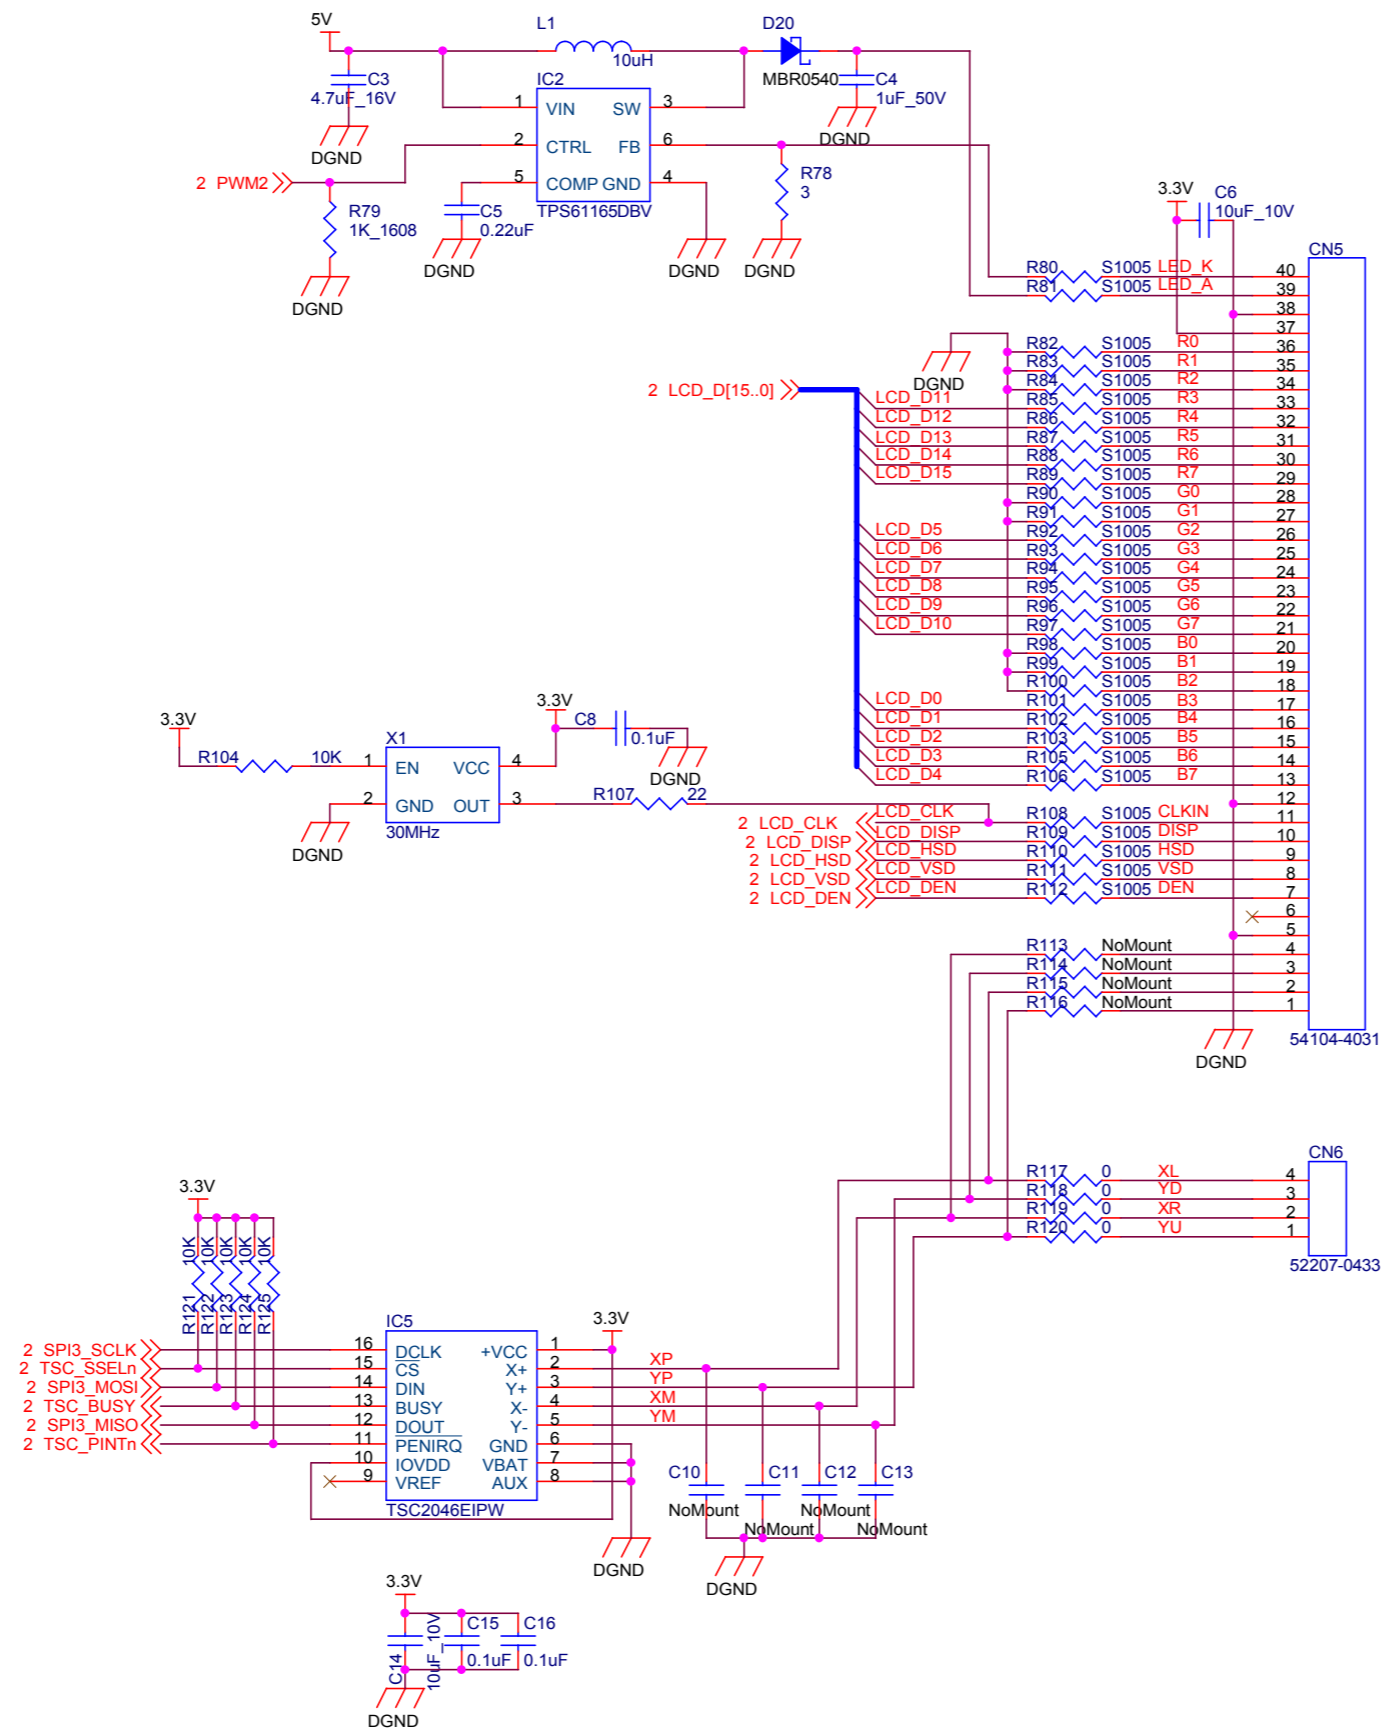 5V
L1
10uH
D20
MBR0540
C3
4.7uF_16V
DGND
IC2
1 VIN SW 3
2 CTRL FB 6
5 COMP GND 4
TPS61165DBV
C4
1uF_50V
DGND
2 PWM2
R79
1K_1608
DGND
C5
0.22uF
DGND
DGND
R78
3
DGND
3.3V
C6
10uF_10V
CN5
R80 S1005 LED_K 40
R81 S1005 LED_A 39
38
37
DGND
2 LCD_D[15..0]
R82 S1005 R0 36
R83 S1005 R1 35
R84 S1005 R2 34
LCD_D11 R85 S1005 R3 33
LCD_D12 R86 S1005 R4 32
LCD_D13 R87 S1005 R5 31
LCD_D14 R88 S1005 R6 30
LCD_D15 R89 S1005 R7 29
R90 S1005 G0 28
R91 S1005 G1 27
LCD_D5 R92 S1005 G2 26
LCD_D6 R93 S1005 G3 25
LCD_D7 R94 S1005 G4 24
LCD_D8 R95 S1005 G5 23
LCD_D9 R96 S1005 G6 22
LCD_D10 R97 S1005 G7 21
R98 S1005 B0 20
R99 S1005 B1 19
R100 S1005 B2 18
LCD_D0 R101 S1005 B3 17
LCD_D1 R102 S1005 B4 16
LCD_D2 R103 S1005 B5 15
LCD_D3 R105 S1005 B6 14
LCD_D4 R106 S1005 B7 13
12
2 LCD_CLK LCD_CLK R108 S1005 CLKIN 11
2 LCD_DISP LCD_DISP R109 S1005 DISP 10
2 LCD_HSD LCD_HSD R110 S1005 HSD 9
2 LCD_VSD LCD_VSD R111 S1005 VSD 8
2 LCD_DEN LCD_DEN R112 S1005 DEN 7
6
5
R113 NoMount 4
R114 NoMount 3
R115 NoMount 2
R116 NoMount 1
DGND
54104-4031
3.3V
R104 10K
X1
1 EN VCC 4
2 GND OUT 3
30MHz
DGND
3.3V
C8
0.1uF
DGND
R107 22
CN6
R117 0 XL 4
R118 0 YD 3
R119 0 XR 2
R120 0 YU 1
52207-0433
3.3V
R121 10K
R122 10K
R123 10K
R124 10K
R125 10K
IC5
3.3V
2 SPI3_SCLK 16 DCLK +VCC 1
2 TSC_SSELn 15 CS X+ 2 XP
2 SPI3_MOSI 14 DIN Y+ 3 YP
2 TSC_BUSY 13 BUSY X- 4 XM
2 SPI3_MISO 12 DOUT Y- 5 YM
2 TSC_PINTn 11 PENIRQ GND 6
10 IOVDD VBAT 7
9 VREF AUX 8
TSC2046EIPW
DGND
C10 C11 C12 C13
NoMount NoMount NoMount NoMount
DGND
3.3V
C14
10uF_10V
C15
0.1uF
C16
0.1uF
DGND